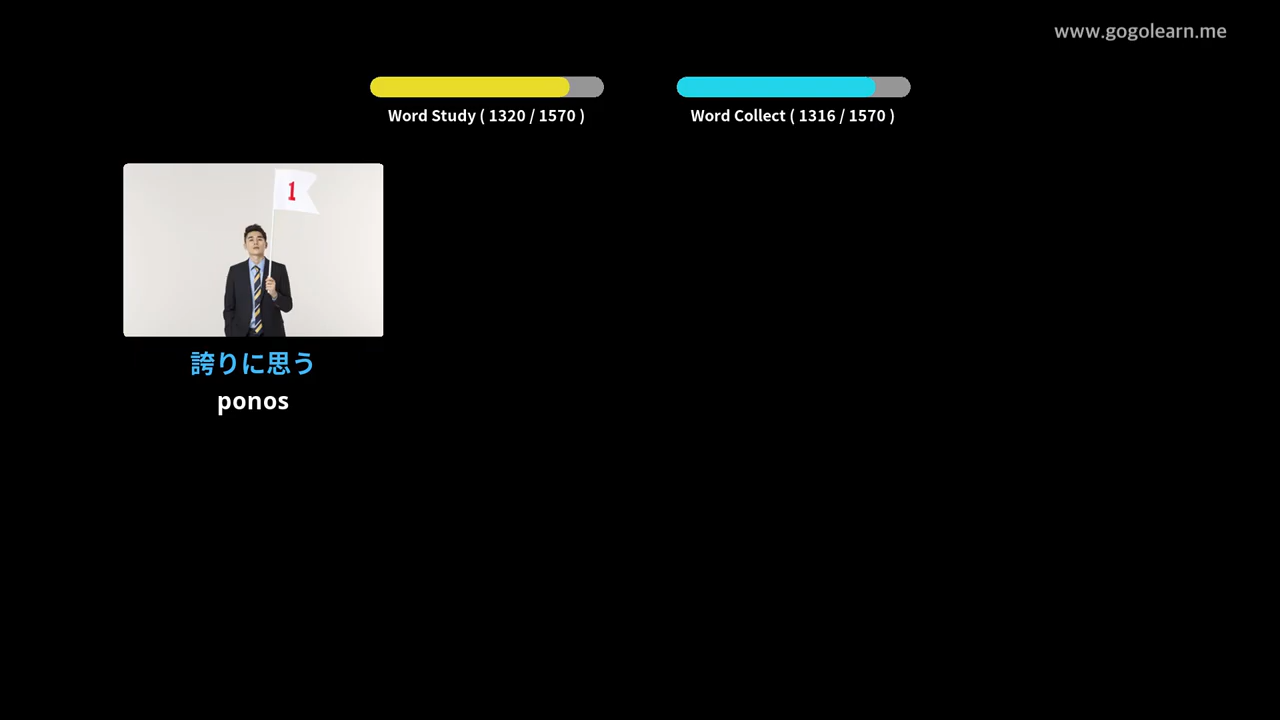 www.gogolearn.me
Word Study ( 1320 / 1570 )
Word Collect ( 1316 / 1570 )
1
誇りに思う
ponos